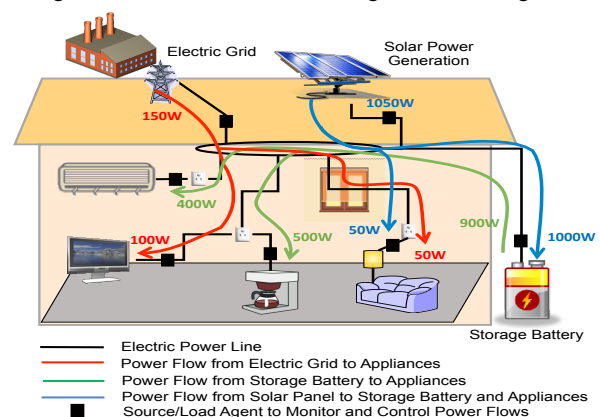 Electric Grid
Solar Power
Generation
150W
1050W
400W
500W
50W
900W
1000W
100W
50W
Storage Battery
Electric Power Line
Power Flow from Electric Grid to Appliances
Power Flow from Storage Battery to Appliances
Power Flow from Solar Panel to Storage Battery and Appliances
Source/Load Agent to Monitor and Control Power Flows